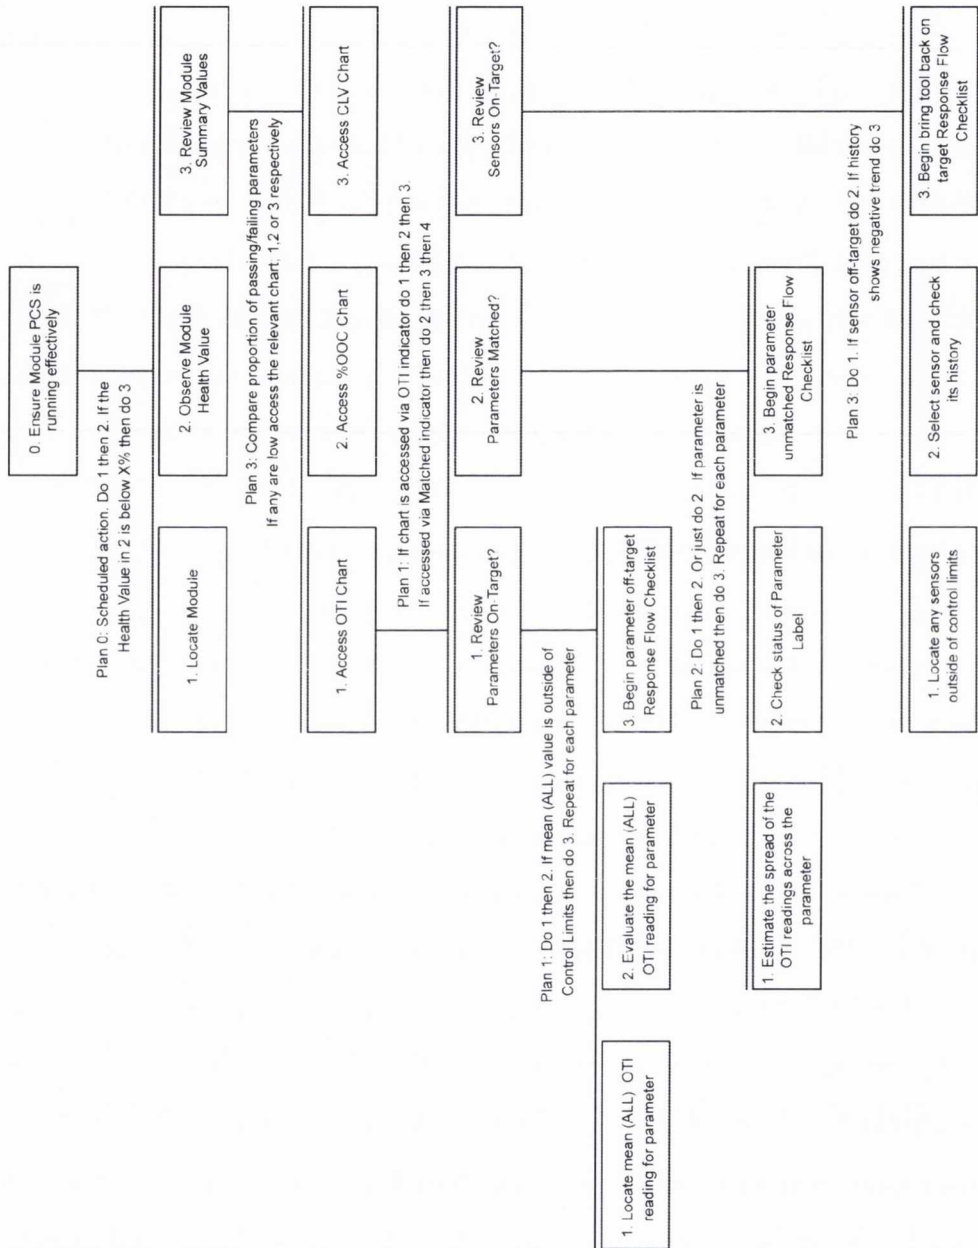 0. Ensure Module PCS is
running effectively
Plan 0: Scheduled action. Do 1 then 2. If the
Health Value in 2 is below X% then do 3
1. Locate Module
2. Observe Module
Health Value
3. Review Module
Summary Values
Plan 3: Compare proportion of passing/failing parameters
If any are low access the relevant chart, 1,2 or 3 respectively
1. Access OTI Chart
2. Access %OOC Chart
3. Access CLV Chart
Plan 1: If chart is accessed via OTI indicator do 1 then 2 then 3.
If accessed via Matched indicator then do 2 then 3 then 4
1. Review
Parameters On-Target?
2. Review
Parameters Matched?
3. Review
Sensors On-Target?
Plan 1: Do 1 then 2. If mean (ALL) value is outside of
Control Limits then do 3. Repeat for each parameter
1. Locate mean (ALL) OTI
reading for parameter
2. Evaluate the mean (ALL)
OTI reading for parameter
3. Begin parameter off-target
Response Flow Checklist
Plan 2: Do 1 then 2. Or just do 2 If parameter is
unmatched then do 3. Repeat for each parameter
1. Estimate the spread of the
OTI readings across the
parameter
2. Check status of Parameter
Label
3. Begin parameter
unmatched Response Flow
Checklist
Plan 3: Do 1. If sensor off-target do 2. If history
shows negative trend do 3
1. Locate any sensors
outside of control limits
2. Select sensor and check
its history
3. Begin bring tool back on
target Response Flow
Checklist